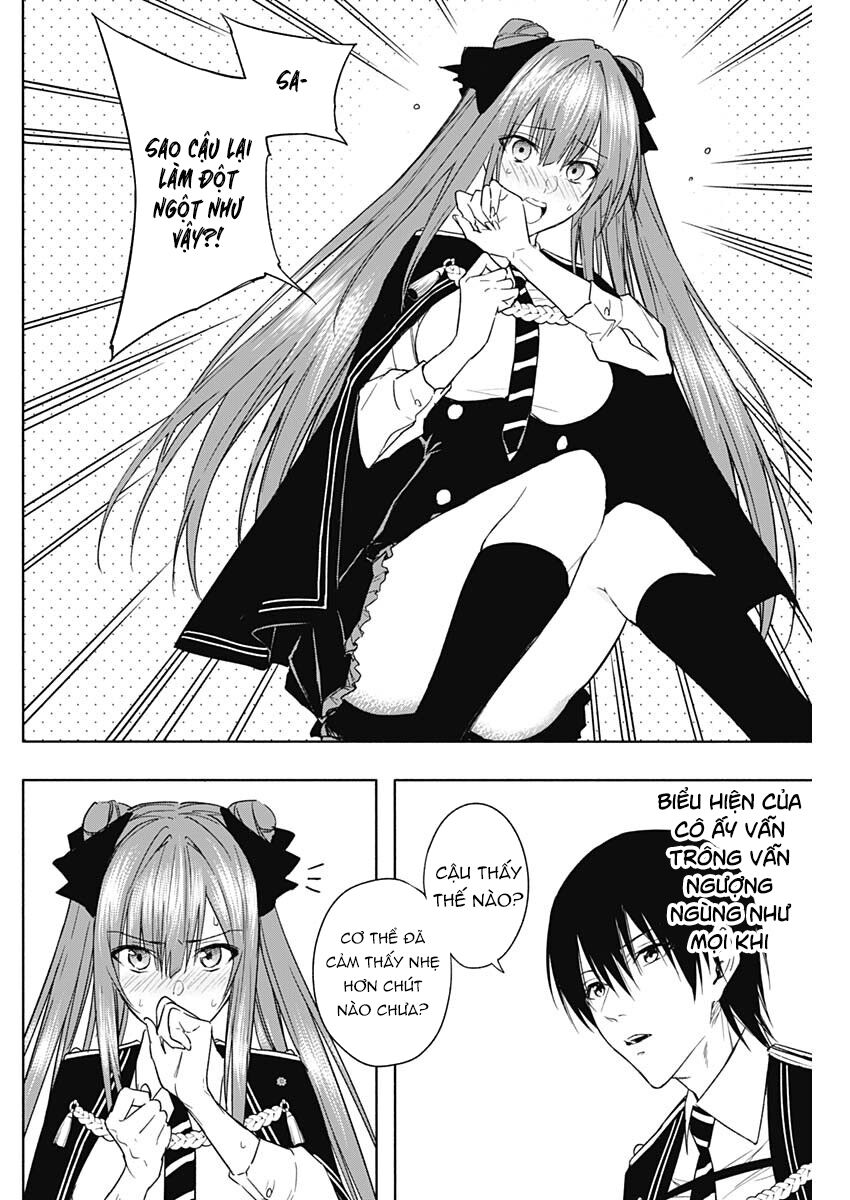 SA-
SAO CẬU LẠI
LÀM ĐỘT
NGỘT NHƯ
VẬY?!
BIỂU HIỆN CỦA
CÔ ẤY VẪN
TRÔNG VẪN
NGƯỢNG
NGÙNG NHƯ
MỌI KHI
CẬU THẤY
THẾ NÀO?
CƠ THỂ ĐÃ
CẢM THẤY NHẸ
HƠN CHÚT
NÀO CHƯA?